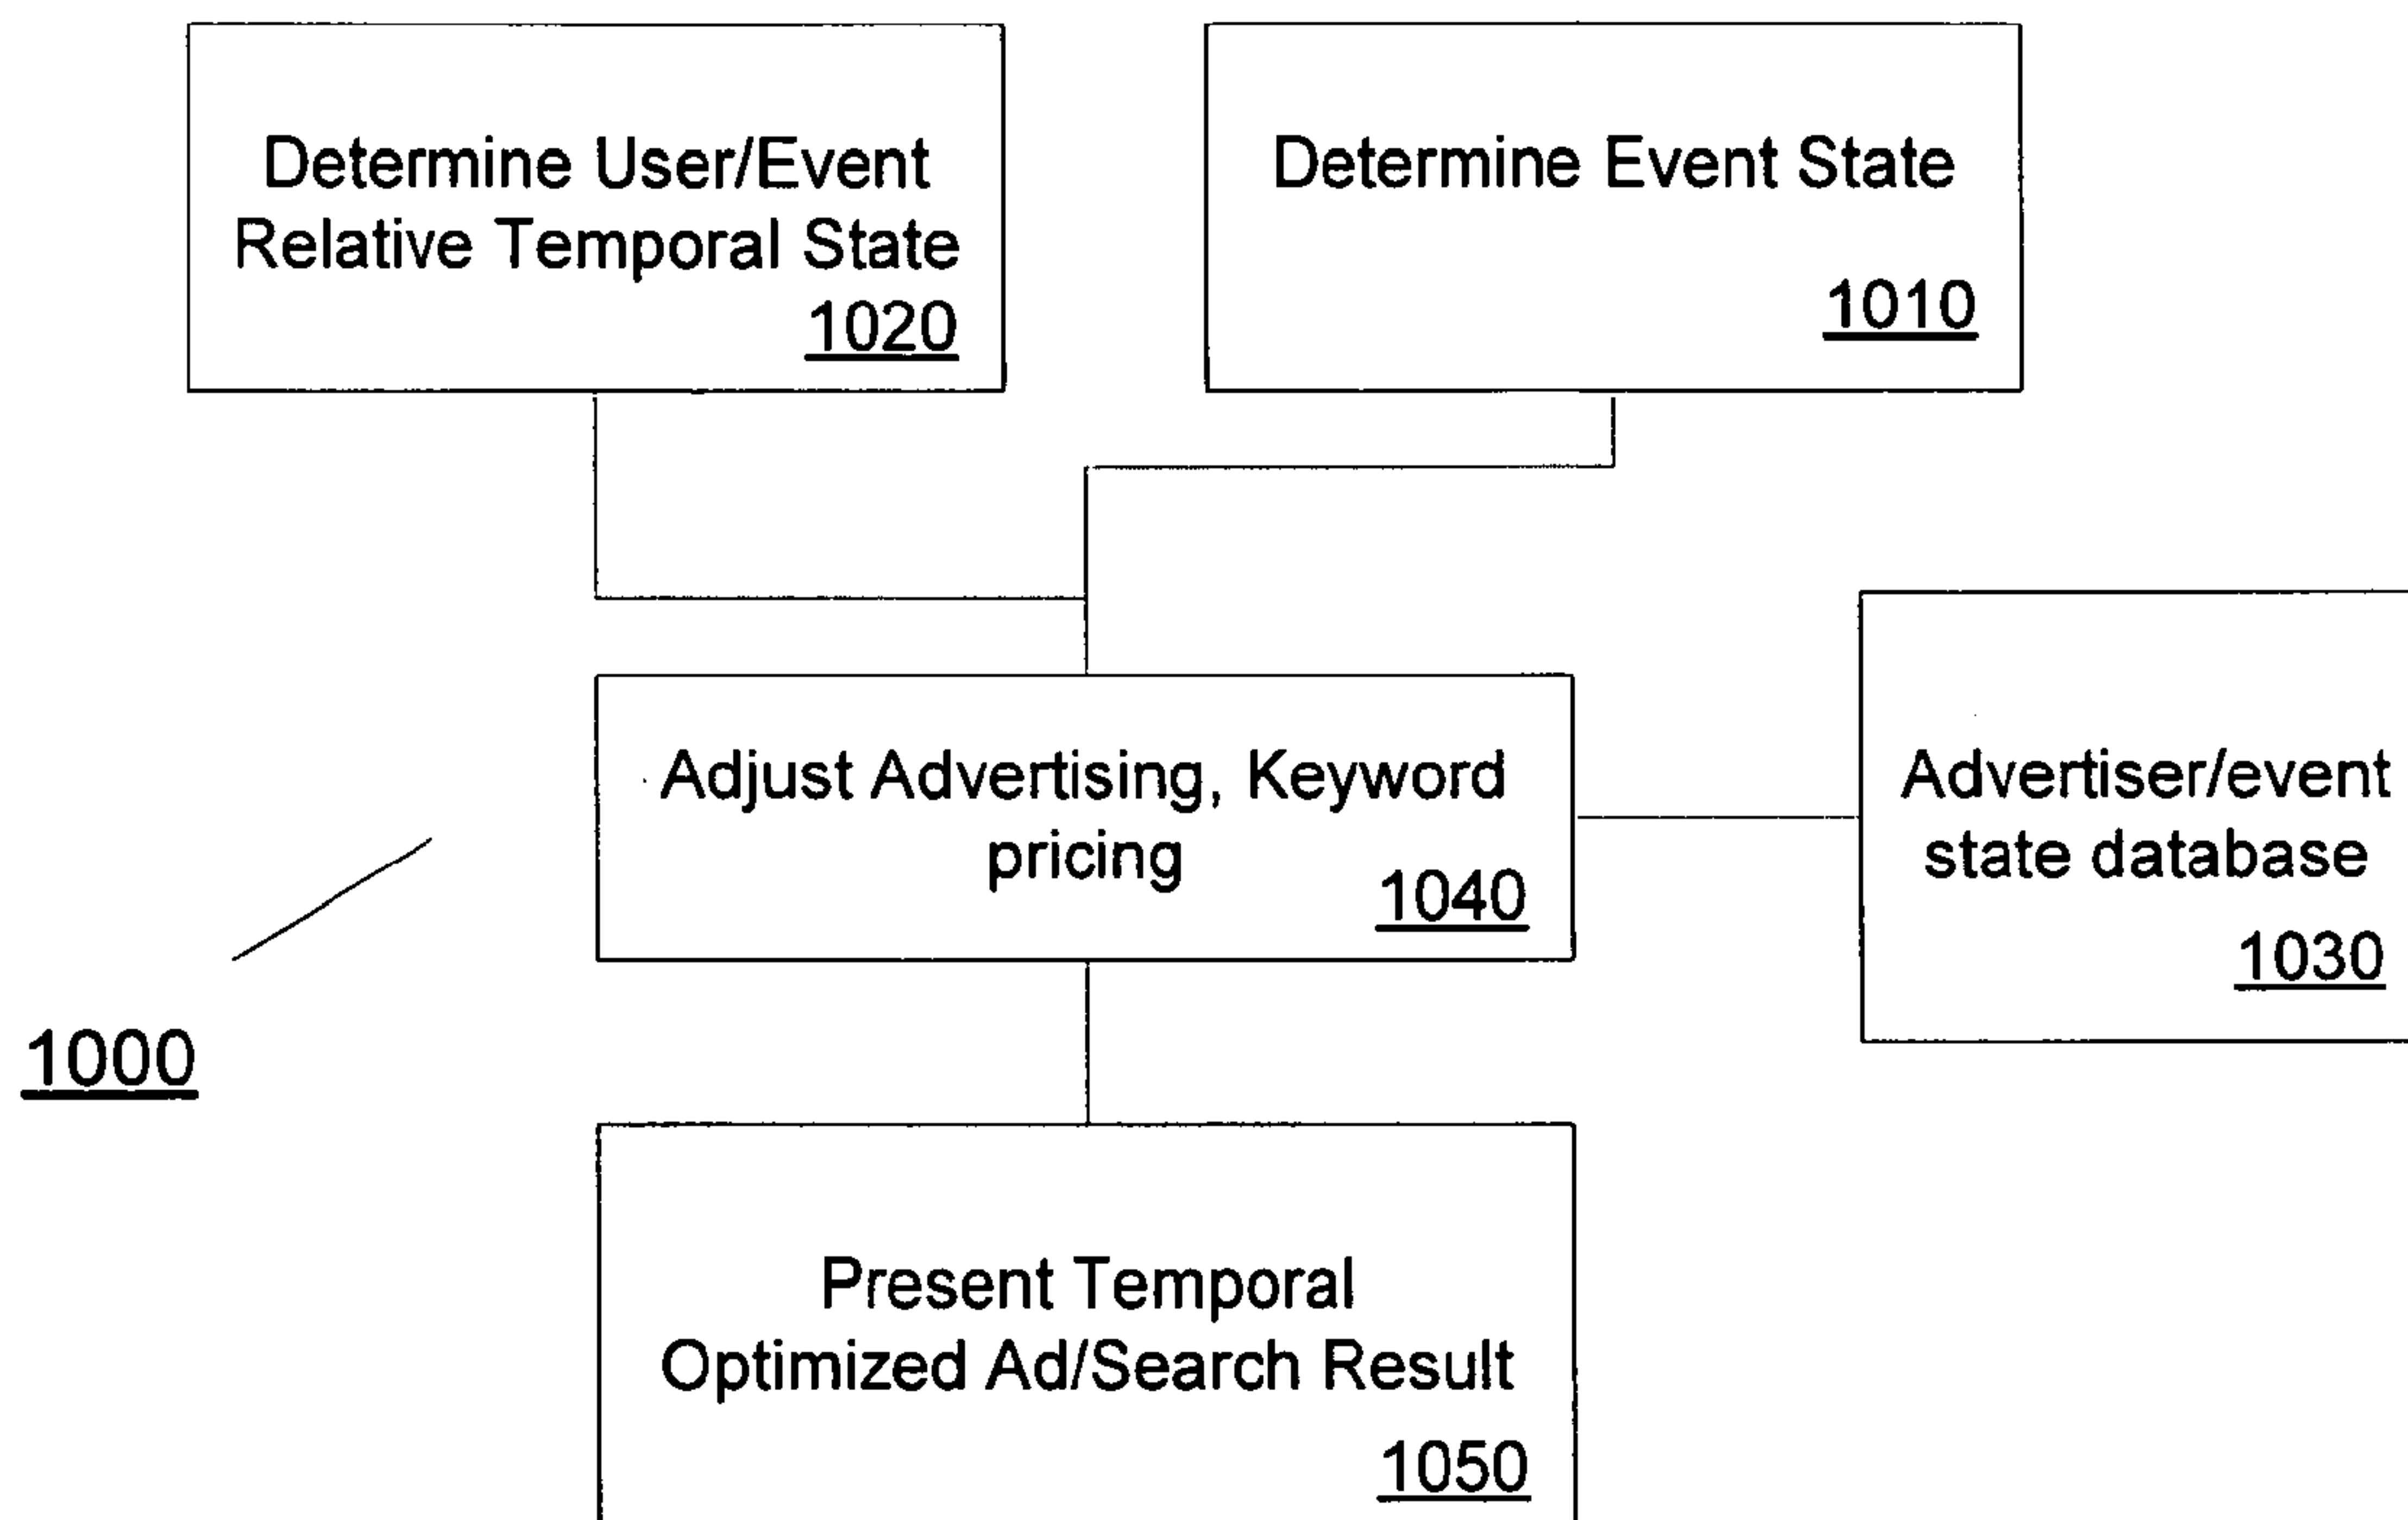 Determine User/Event
Relative Temporal State
1020
Determine Event State
1010
Adjust Advertising, Keyword
pricing
1040
Advertiser/event
state database
1030
1000
Present Temporal
Optimized Ad/Search Result
1050